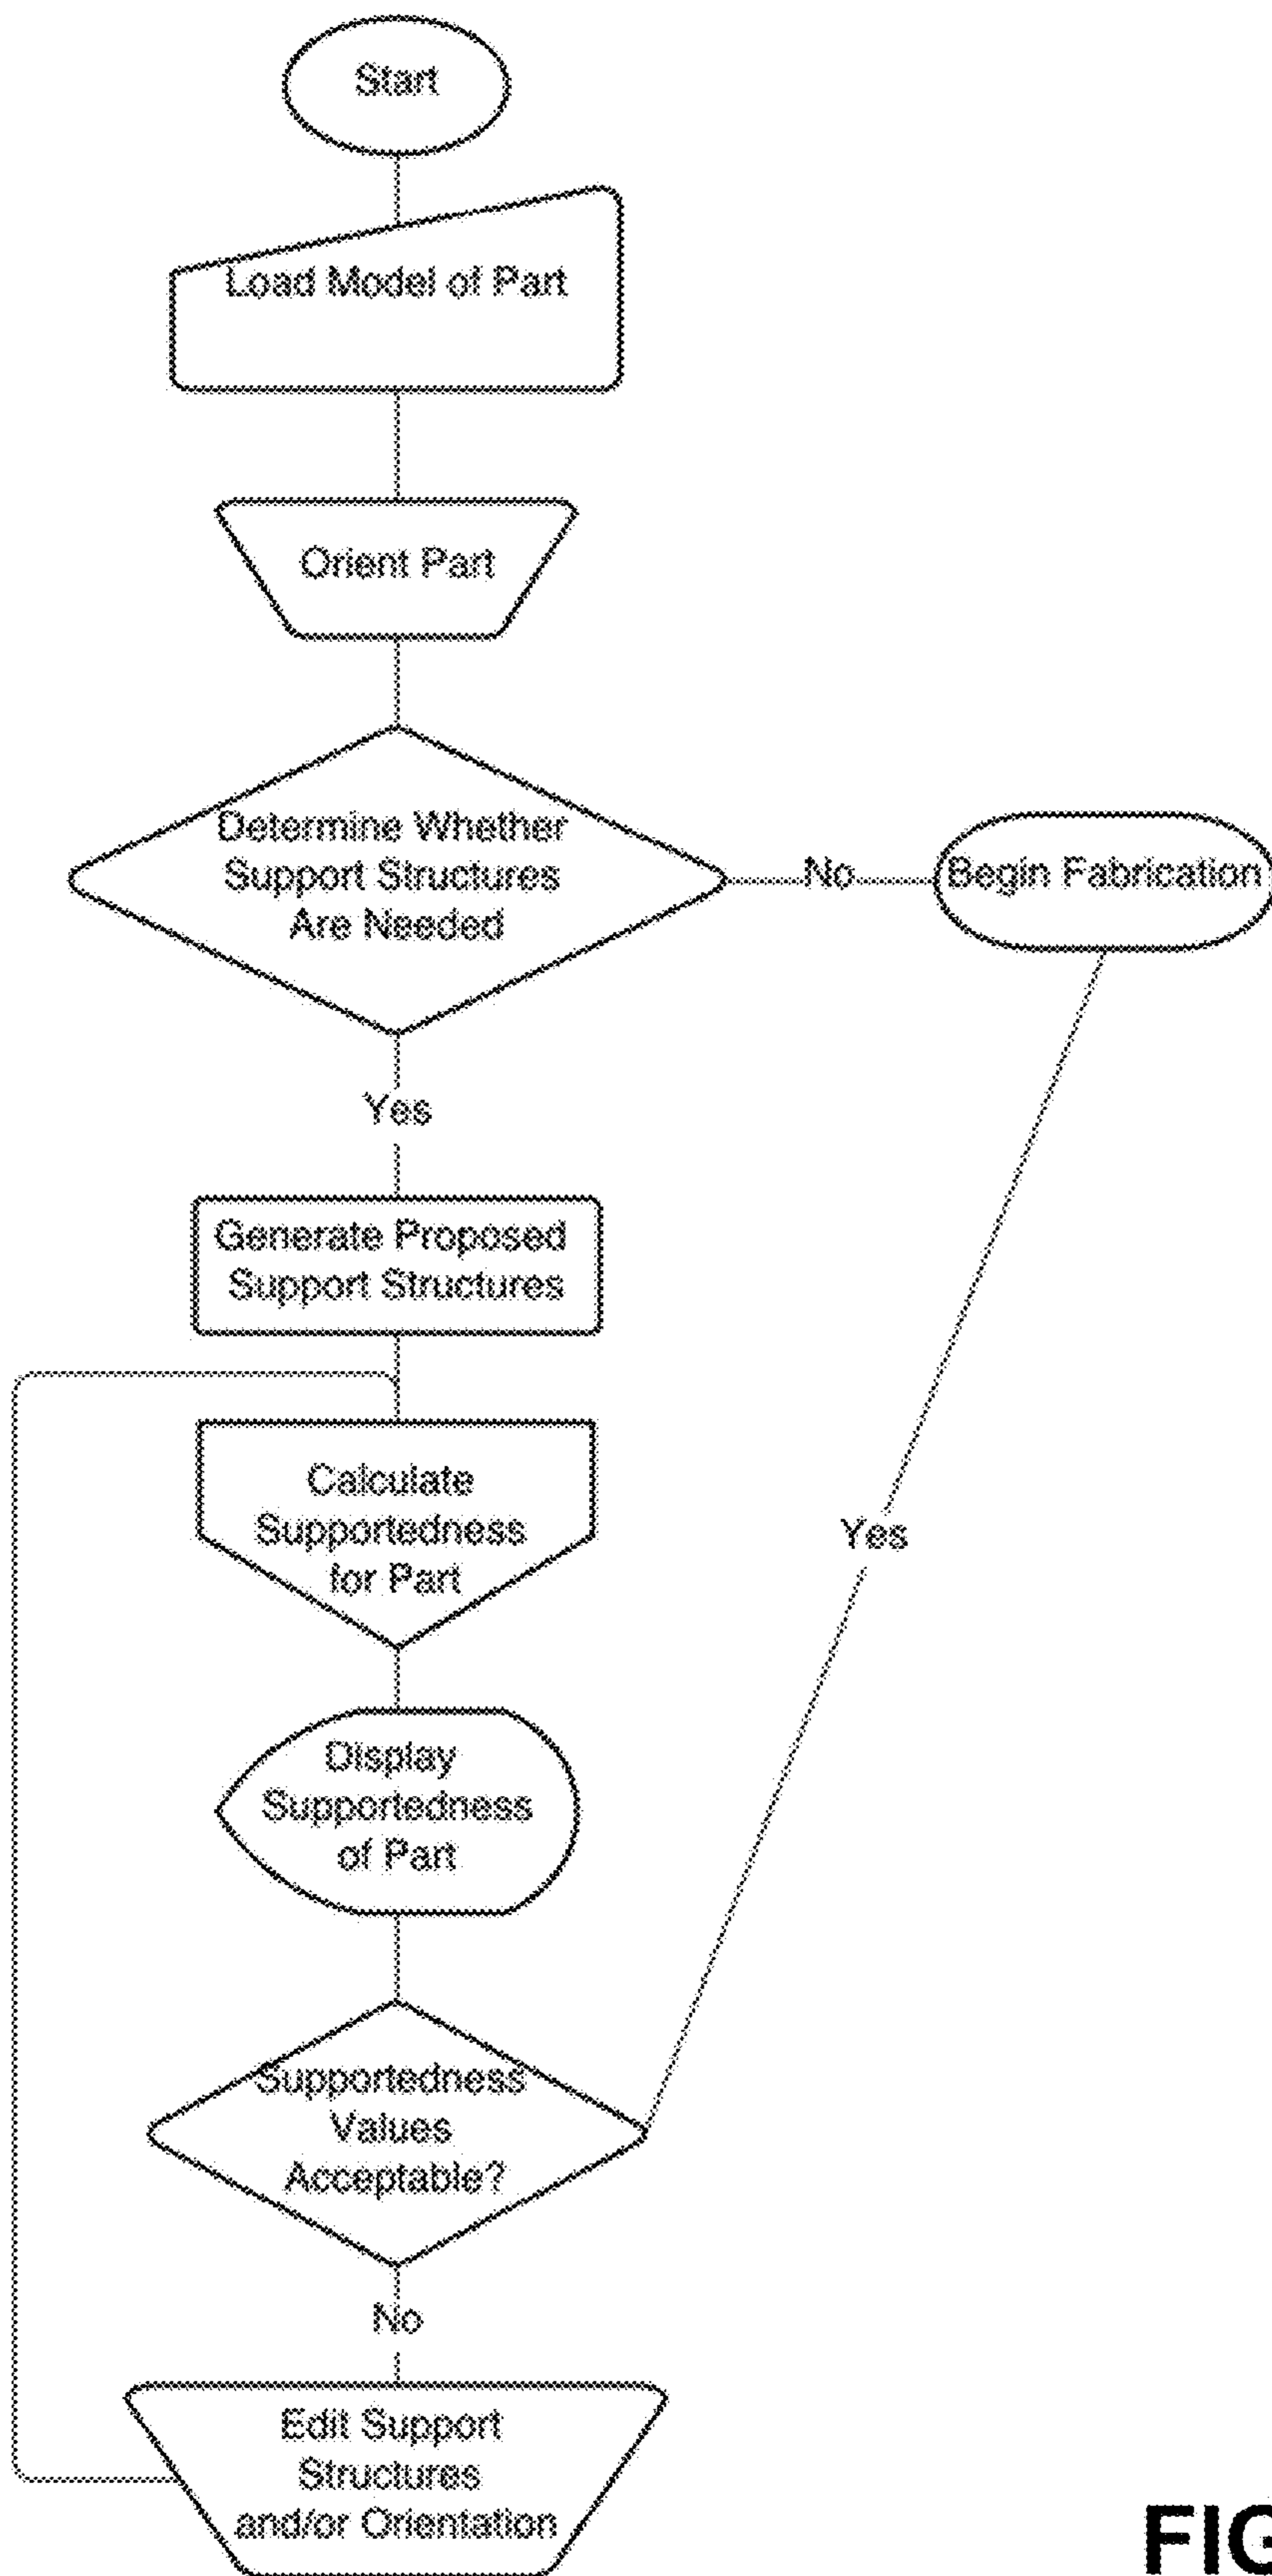 Start
Load Model of Part
Orient Part
Determine Whether
Support Structures
Are Needed
No
Begin Fabrication
Yes
Generate Proposed
Support Structures
Calculate
Supportedness
for Part
Yes
Display
Supportedness
of Part
Supportedness
Values
Acceptable?
No
Edit Support
Structures
and/or Orientation
FIG